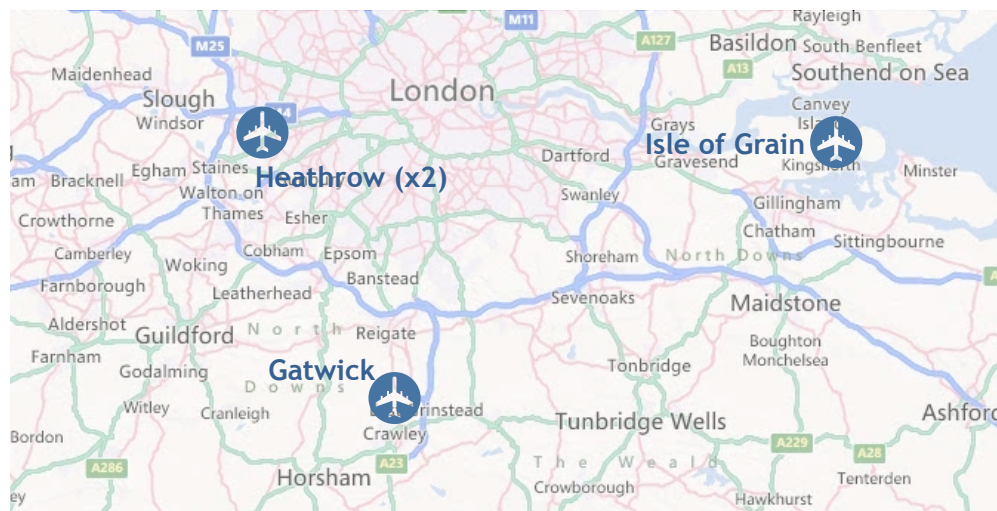 M11
Rayleigh
M25
A127
Basildon
South Benfleet
Maidenhead
A13
Southend on Sea
Slough
London
Canvey
Windsor
Grays
Isle of Grain
Egham
Staines
Dartford
Gravesend
Kingsnorth
Minster
am
Bracknell
Heathrow (x2)
Walton on
Thames
Swanley
Gillingham
Crowthorne
Esher
Chatham
Sittingbourne
Camberley
Woking
Cobham
Epsom
Shoreham
North Downs
Farnborough
Leatherhead
Banstead
Sevenoaks
Maidstone
Aldershot
Guildford
North
Reigate
Boughton
Monchelsea
Farnham
Godalming
Gatwick
Downs
Tonbridge
Witley
Cranleigh
Tunbridge Wells
Ashford
Bordon
Crawley
A229
A286
A23
The Weald
A28
Horsham
Crowborough
Tenterden
ey
Hawkhurst